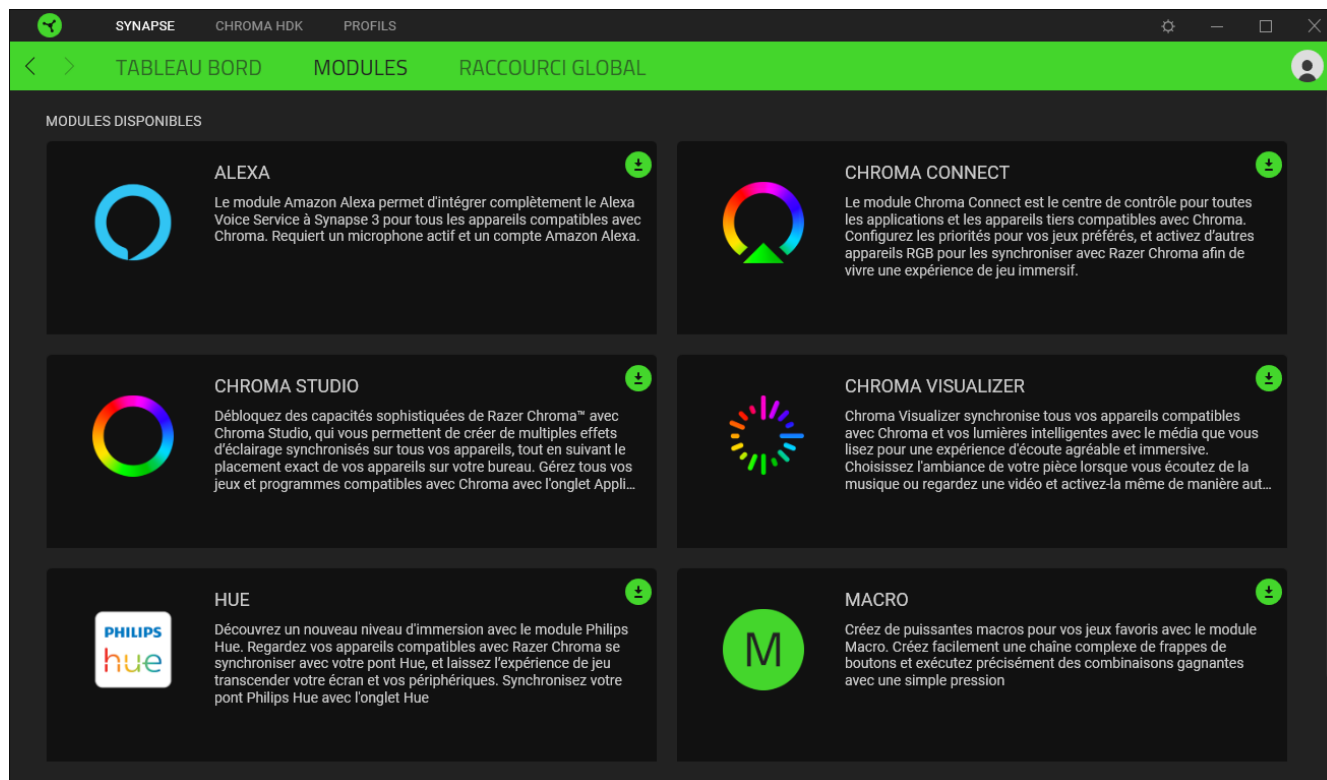 SYNAPSE CHROMA HDK PROFILS
TABLEAU BORD MODULES RACCOURCI GLOBAL
MODULES DISPONIBLES
ALEXA
Le module Amazon Alexa permet d'intégrer complètement le Alexa
Voice Service à Synapse 3 pour tous les appareils compatibles avec
Chroma. Requiert un microphone actif et un compte Amazon Alexa.
CHROMA CONNECT
Le module Chroma Connect est le centre de contrôle pour toutes
les applications et les appareils tiers compatibles avec Chroma.
Configurez les priorités pour vos jeux préférés, et activez d’autres
appareils RGB pour les synchroniser avec Razer Chroma afin de
vivre une expérience de jeu immersif.
CHROMA STUDIO
Débloquez des capacités sophistiquées de Razer Chroma™ avec
Chroma Studio, qui vous permettent de créer de multiples effets
d’éclairage synchronisés sur tous vos appareils, tout en suivant le
placement exact de vos appareils sur votre bureau. Gérez tous vos
jeux et programmes compatibles avec Chroma avec l'onglet Appli…
CHROMA VISUALIZER
Chroma Visualizer synchronise tous vos appareils compatibles
avec Chroma et vos lumières intelligentes avec le média que vous
lisez pour une expérience d'écoute agréable et immersive.
Choisissez l'ambiance de votre pièce lorsque vous écoutez de la
musique ou regardez une vidéo et activez-la même de manière aut…
PHILIPS
hue
HUE
Découvrez un nouveau niveau d’immersion avec le module Philips
Hue. Regardez vos appareils compatibles avec Razer Chroma se
synchroniser avec votre pont Hue, et laissez l’expérience de jeu
transcender votre écran et vos périphériques. Synchronisez votre
pont Philips Hue avec l'onglet Hue
M
MACRO
Créez de puissantes macros pour vos jeux favoris avec le module
Macro. Créez facilement une chaîne complexe de frappes de
boutons et exécutez précisément des combinaisons gagnantes
avec une simple pression